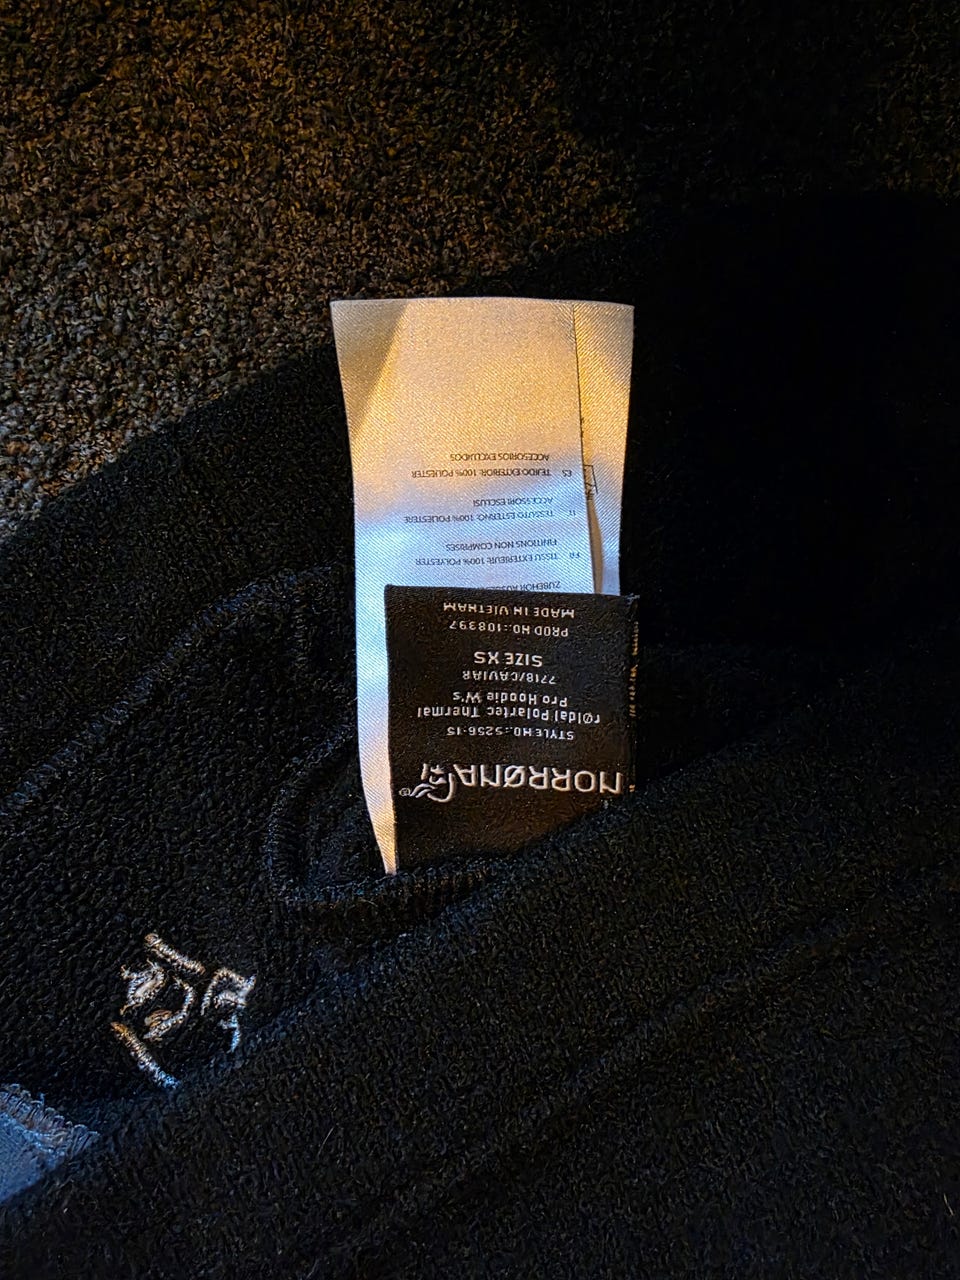 NORRØNA
STYLE NO.:5256-15
røldal Polartec Thermal
Pro Hoodie W's
7718/CAVIAR
SIZE XS
PROD NO.:108397
MADE IN VIETNAM
FR TISSU EXTERIEUR: 100% POLYESTER
FINITIONS NON COMPRISES
IT TESSUTO ESTERNO: 100% POLIESTERE
ACCESSORI ESCLUSI
ES TEJIDO EXTERIOR: 100% POLIESTER
ACCESORIOS EXCLUIDOS